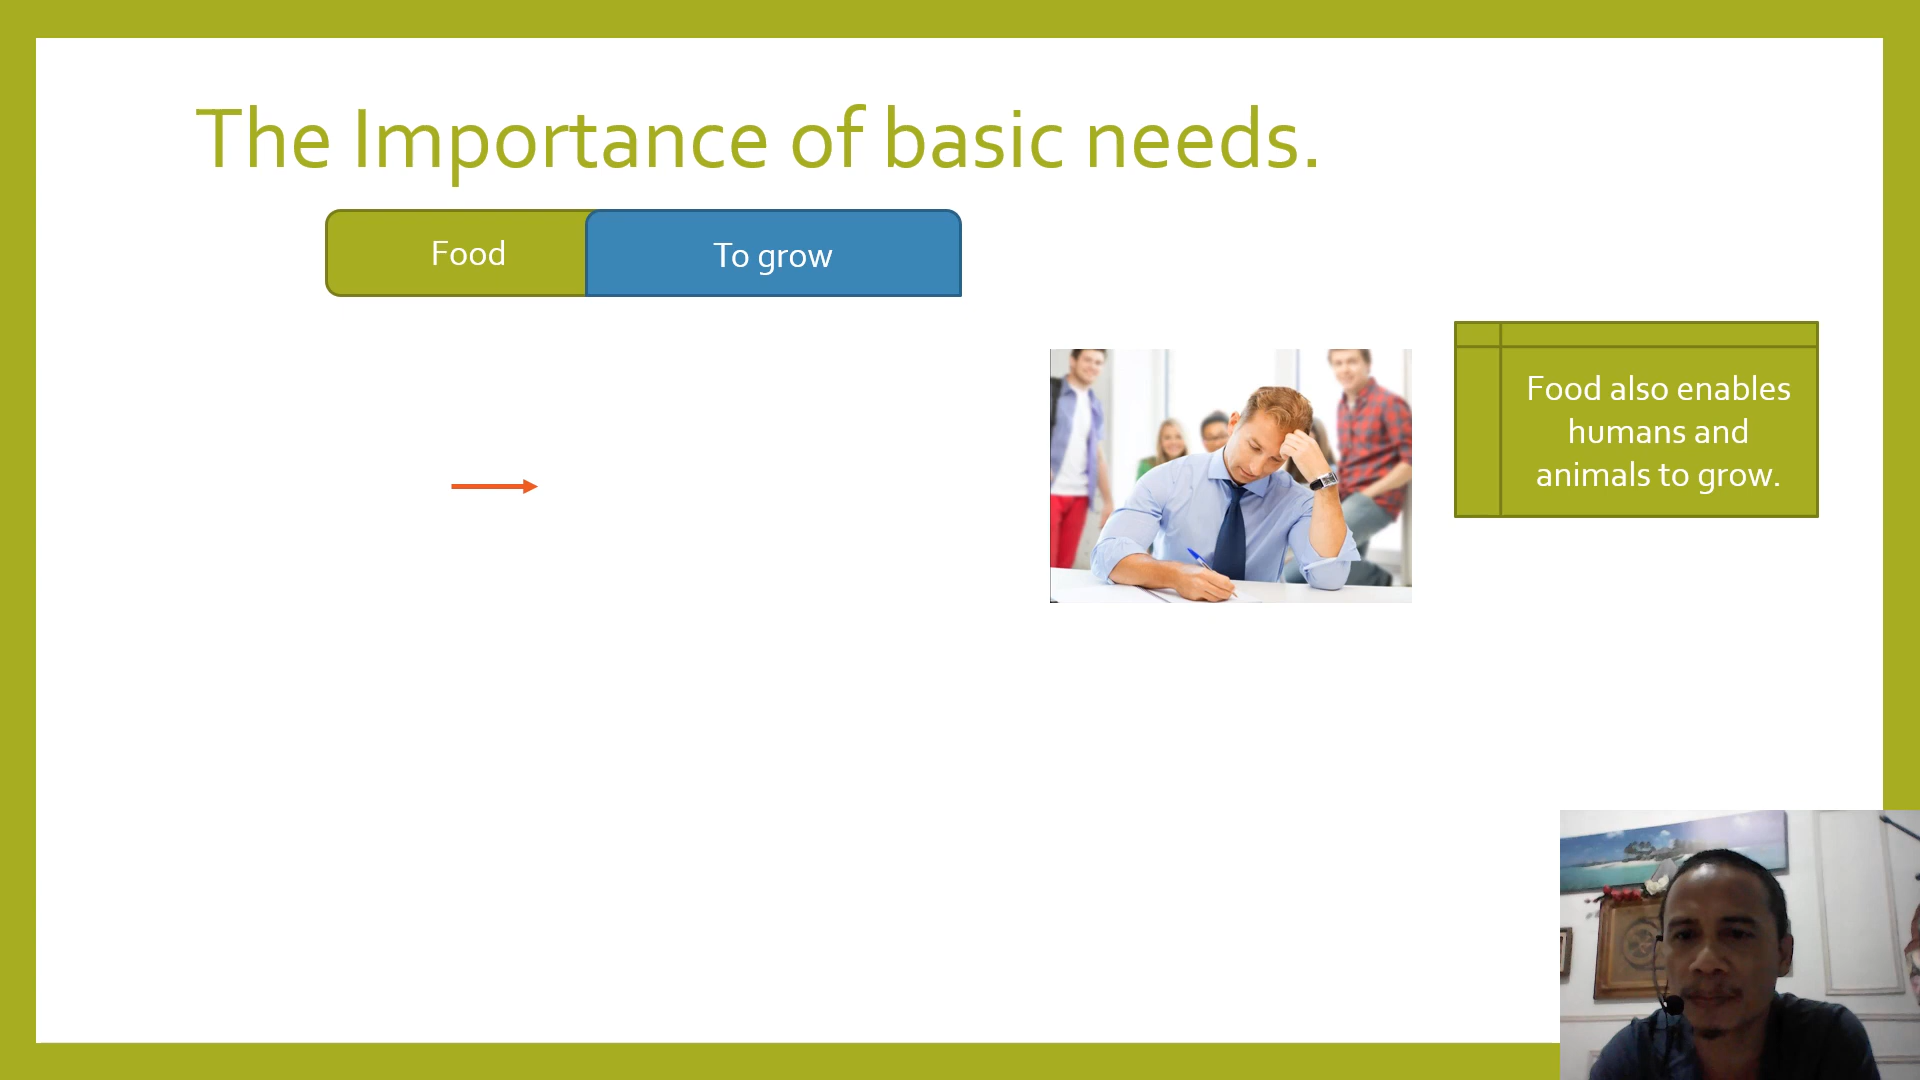 The Importance of basic needs.
Food
To grow
Food also enables
humans and
animals to grow.